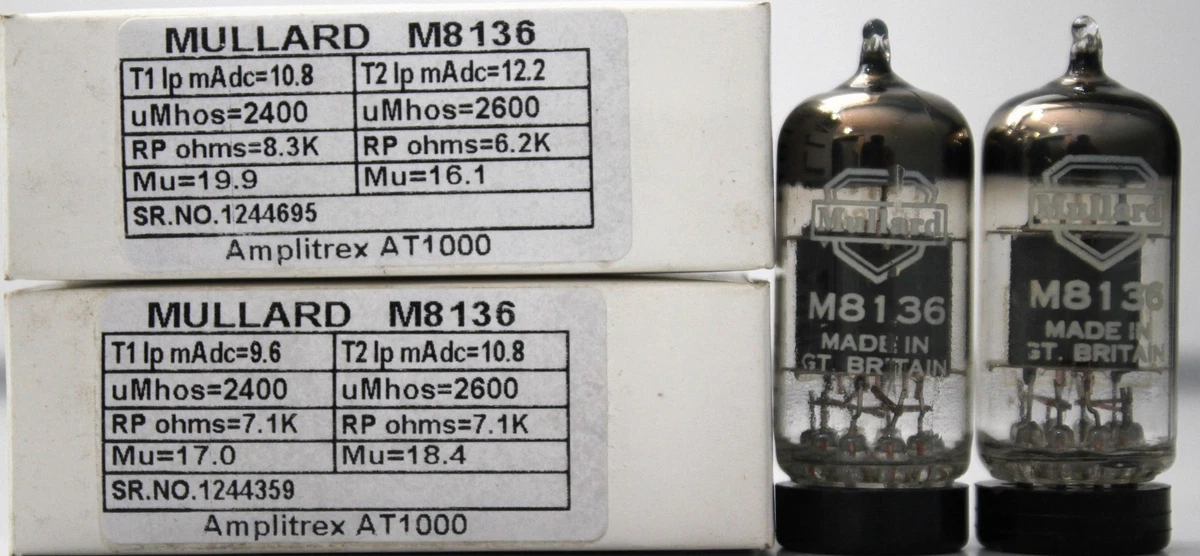 MULLARD M8136
T1 Ip mAdc=10.8 T2 Ip mAdc=12.2
uMhos=2400 uMhos=2600
RP ohms=8.3K RP ohms=6.2K
Mu=19.9 Mu=16.1
SR.NO.1244695
Amplitrex AT1000
MULLARD M8136
T1 Ip mAdc=9.6 T2 Ip mAdc=10.8
uMhos=2400 uMhos=2600
RP ohms=7.1K RP ohms=7.1K
Mu=17.0 Mu=18.4
SR.NO.1244359
Amplitrex AT1000
Mullard
M8136
MADE IN
GT. BRITAIN
Mullard
M8136
MADE IN
GT. BRITAIN